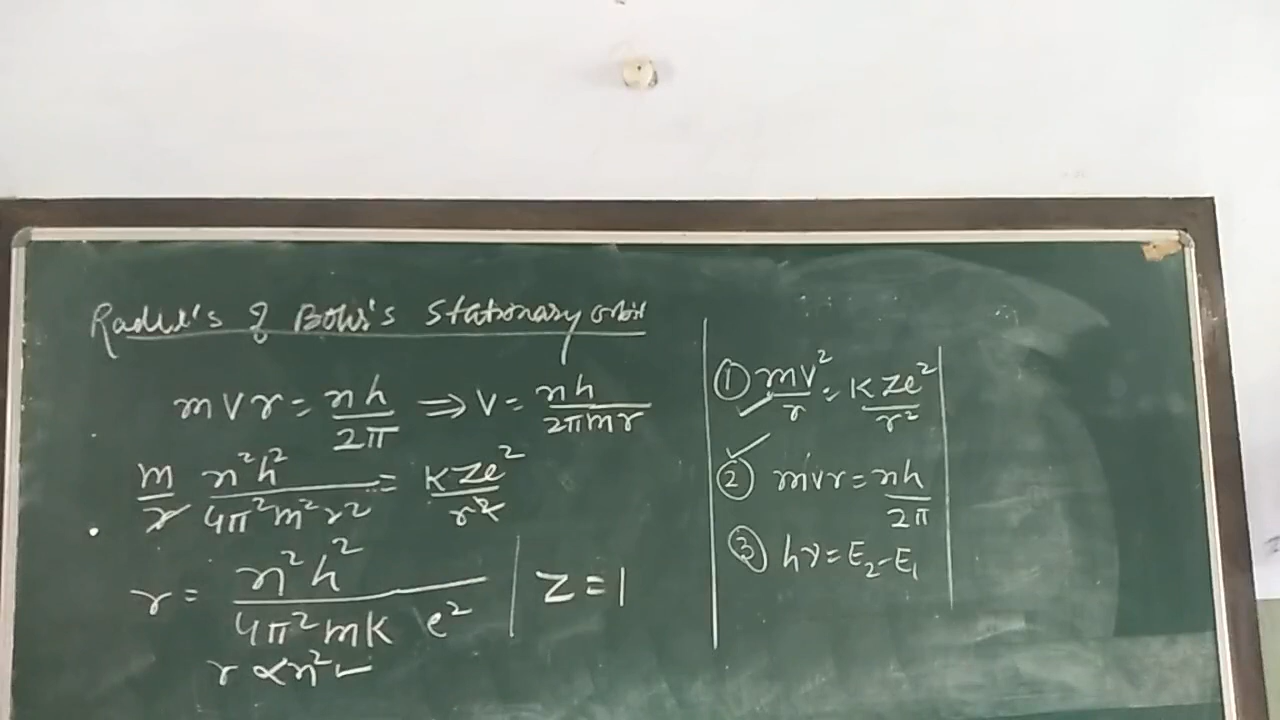 Radui's of Bohr's Stationary orbit
mvr = nh/2π ⇒ v = nh/2πmr
m/r n²h²/4π²m²r² = KZe²/r²
r = n²h²/4π²mK e² | Z = 1
r ∝ n²
① mv²/r = KZe²/r²
② mvr = nh/2π
③ hν = E₂-E₁